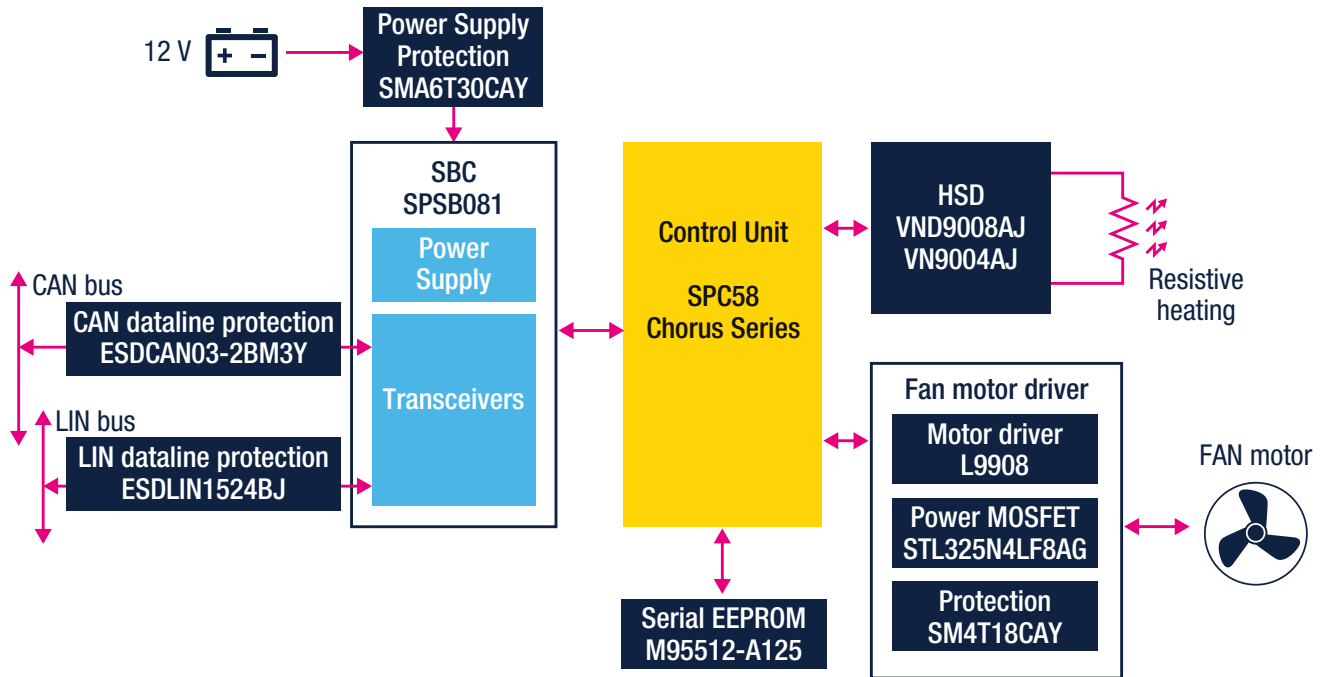 12 V
+ −
Power Supply
Protection
SMA6T30CAY
SBC
SPSB081
Power
Supply
Transceivers
CAN bus
CAN dataline protection
ESDCAN03-2BM3Y
LIN bus
LIN dataline protection
ESDLIN1524BJ
Control Unit
SPC58
Chorus Series
Serial EEPROM
M95512-A125
HSD
VND9008AJ
VN9004AJ
Resistive
heating
Fan motor driver
Motor driver
L9908
Power MOSFET
STL325N4LF8AG
Protection
SM4T18CAY
FAN motor